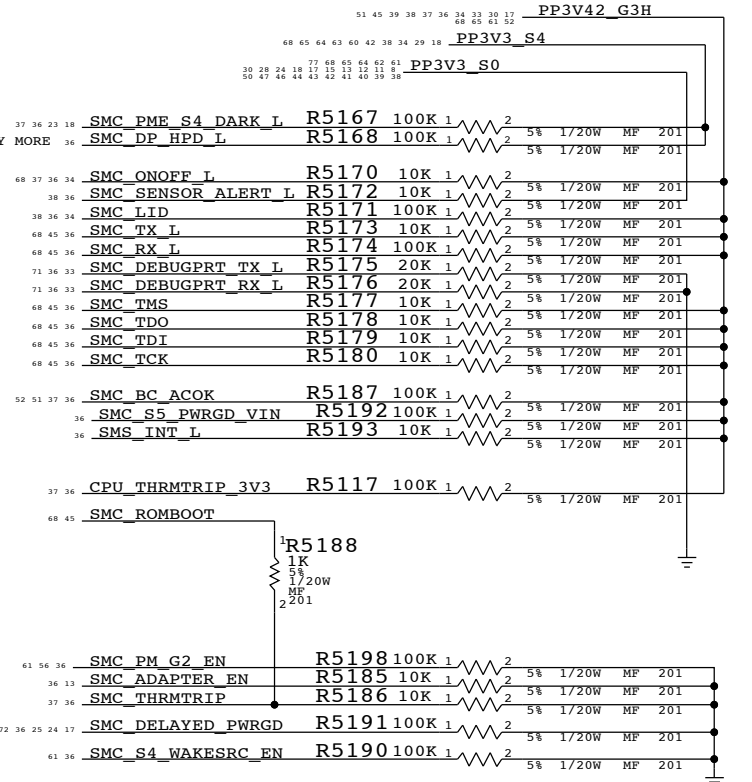 51 45 39 38 37 36 34 33 30 17 PP3V42_G3H
68 65 61 52
68 65 64 63 60 42 38 34 29 18 PP3V3_S4
77 68 65 64 62 61
30 28 24 18 17 15 13 12 11 8 PP3V3_S0
50 47 46 44 43 42 41 40 39 38
37 36 23 18 SMC_PME_S4_DARK_L R5167 100K 1 2 5% 1/20W MF 201
Y MORE 36 SMC_DP_HPD_L R5168 100K 1 2 5% 1/20W MF 201
68 37 36 34 SMC_ONOFF_L R5170 10K 1 2 5% 1/20W MF 201
38 36 SMC_SENSOR_ALERT_L R5172 10K 1 2 5% 1/20W MF 201
38 36 34 SMC_LID R5171 100K 1 2 5% 1/20W MF 201
68 45 36 SMC_TX_L R5173 10K 1 2 5% 1/20W MF 201
68 45 36 SMC_RX_L R5174 100K 1 2 5% 1/20W MF 201
71 36 33 SMC_DEBUGPRT_TX_L R5175 20K 1 2 5% 1/20W MF 201
71 36 33 SMC_DEBUGPRT_RX_L R5176 20K 1 2 5% 1/20W MF 201
68 45 36 SMC_TMS R5177 10K 1 2 5% 1/20W MF 201
68 45 36 SMC_TDO R5178 10K 1 2 5% 1/20W MF 201
68 45 36 SMC_TDI R5179 10K 1 2 5% 1/20W MF 201
68 45 36 SMC_TCK R5180 10K 1 2 5% 1/20W MF 201
52 51 37 36 SMC_BC_ACOK R5187 100K 1 2 5% 1/20W MF 201
36 SMC_S5_PWRGD_VIN R5192 100K 1 2 5% 1/20W MF 201
36 SMS_INT_L R5193 10K 1 2 5% 1/20W MF 201
37 36 CPU_THRMTRIP_3V3 R5117 100K 1 2 5% 1/20W MF 201
68 45 SMC_ROMBOOT
1 R5188
1K
5%
1/20W
MF
2 201
61 56 36 SMC_PM_G2_EN R5198 100K 1 2 5% 1/20W MF 201
36 13 SMC_ADAPTER_EN R5185 10K 1 2 5% 1/20W MF 201
37 36 SMC_THRMTRIP R5186 10K 1 2 5% 1/20W MF 201
72 36 25 24 17 SMC_DELAYED_PWRGD R5191 100K 1 2 5% 1/20W MF 201
61 36 SMC_S4_WAKESRC_EN R5190 100K 1 2 5% 1/20W MF 201